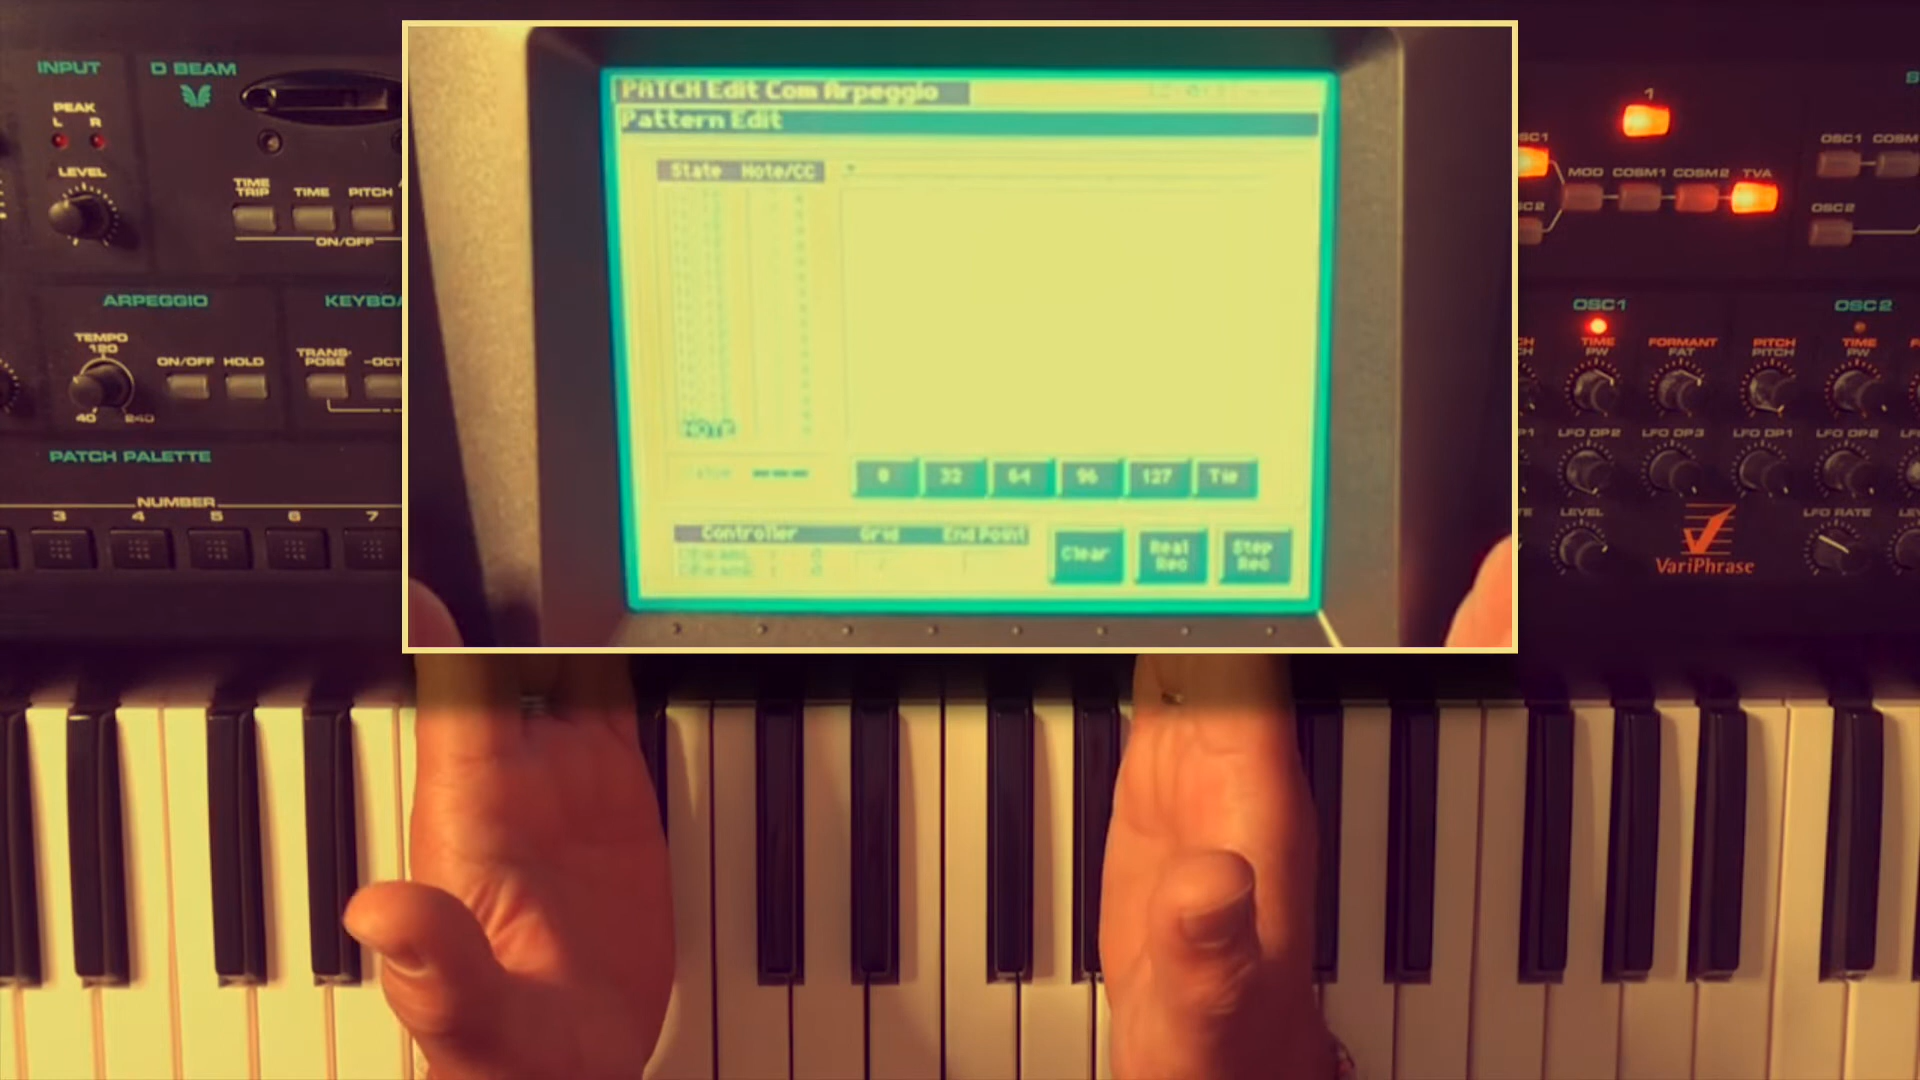 INPUT
D BEAM
PEAK
L R
LEVEL
TIME TRIP
TIME
PITCH
ON/OFF
ARPEGGIO
TEMPO
120
40 240
ON/OFF
HOLD
TRANS-POSE
-OCT
PATCH PALETTE
NUMBER
3 4 5 6 7
PATCH Edit Com Arpeggio
Pattern Edit
State Note/CC
NOTE
0 32 64 96 127 Tie
Controller Grid End Point
Clear
Real Rec
Step Rec
1
MOD COSM1 COSM2 TVA
OSC1
OSC2
OSC1
OSC2
TIME
PW
FORMANT
FAT
PITCH
PITCH
TIME
PW
LFO DP2 LFO DP3 LFO DP1 LFO DP2
LEVEL
LFO RATE
VariPhrase